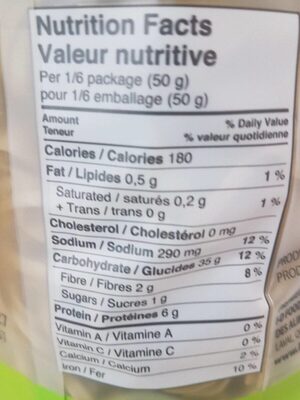 Nutrition Facts
Valeur nutritive
Per 1/6 package (50 g)
pour 1/6 emballage (50 g)
Amount % Daily Value
Teneur % valeur quotidienne
Calories / Calories 180
Fat / Lipides 0,5 g 1 %
Saturated / saturés 0,2 g 1 %
+ Trans / trans 0 g
Cholesterol / Cholestérol 0 mg
Sodium / Sodium 290 mg 12 %
Carbohydrate / Glucides 35 g 12 %
Fibre / Fibres 2 g 8 %
Sugars / Sucres 1 g
Protein / Protéines 6 g
Vitamin A / Vitamine A 0 %
Vitamin C / Vitamine C 0 %
Calcium / Calcium 2 %
Iron / Fer 10 %